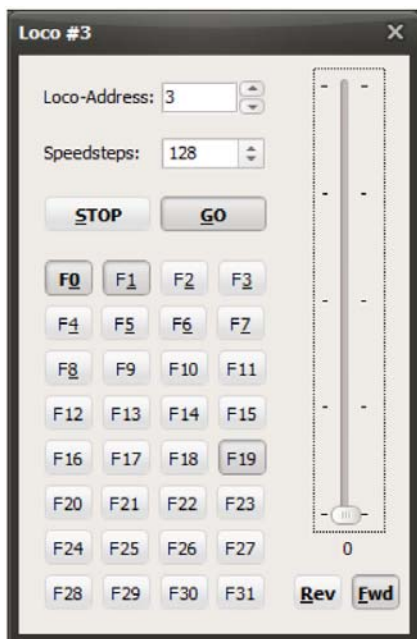 Loco #3
Loco-Address: 3
Speedsteps: 128
STOP GO
F0 F1 F2 F3
F4 F5 F6 F7
F8 F9 F10 F11
F12 F13 F14 F15
F16 F17 F18 F19
F20 F21 F22 F23
F24 F25 F26 F27
F28 F29 F30 F31
0
Rev Fwd